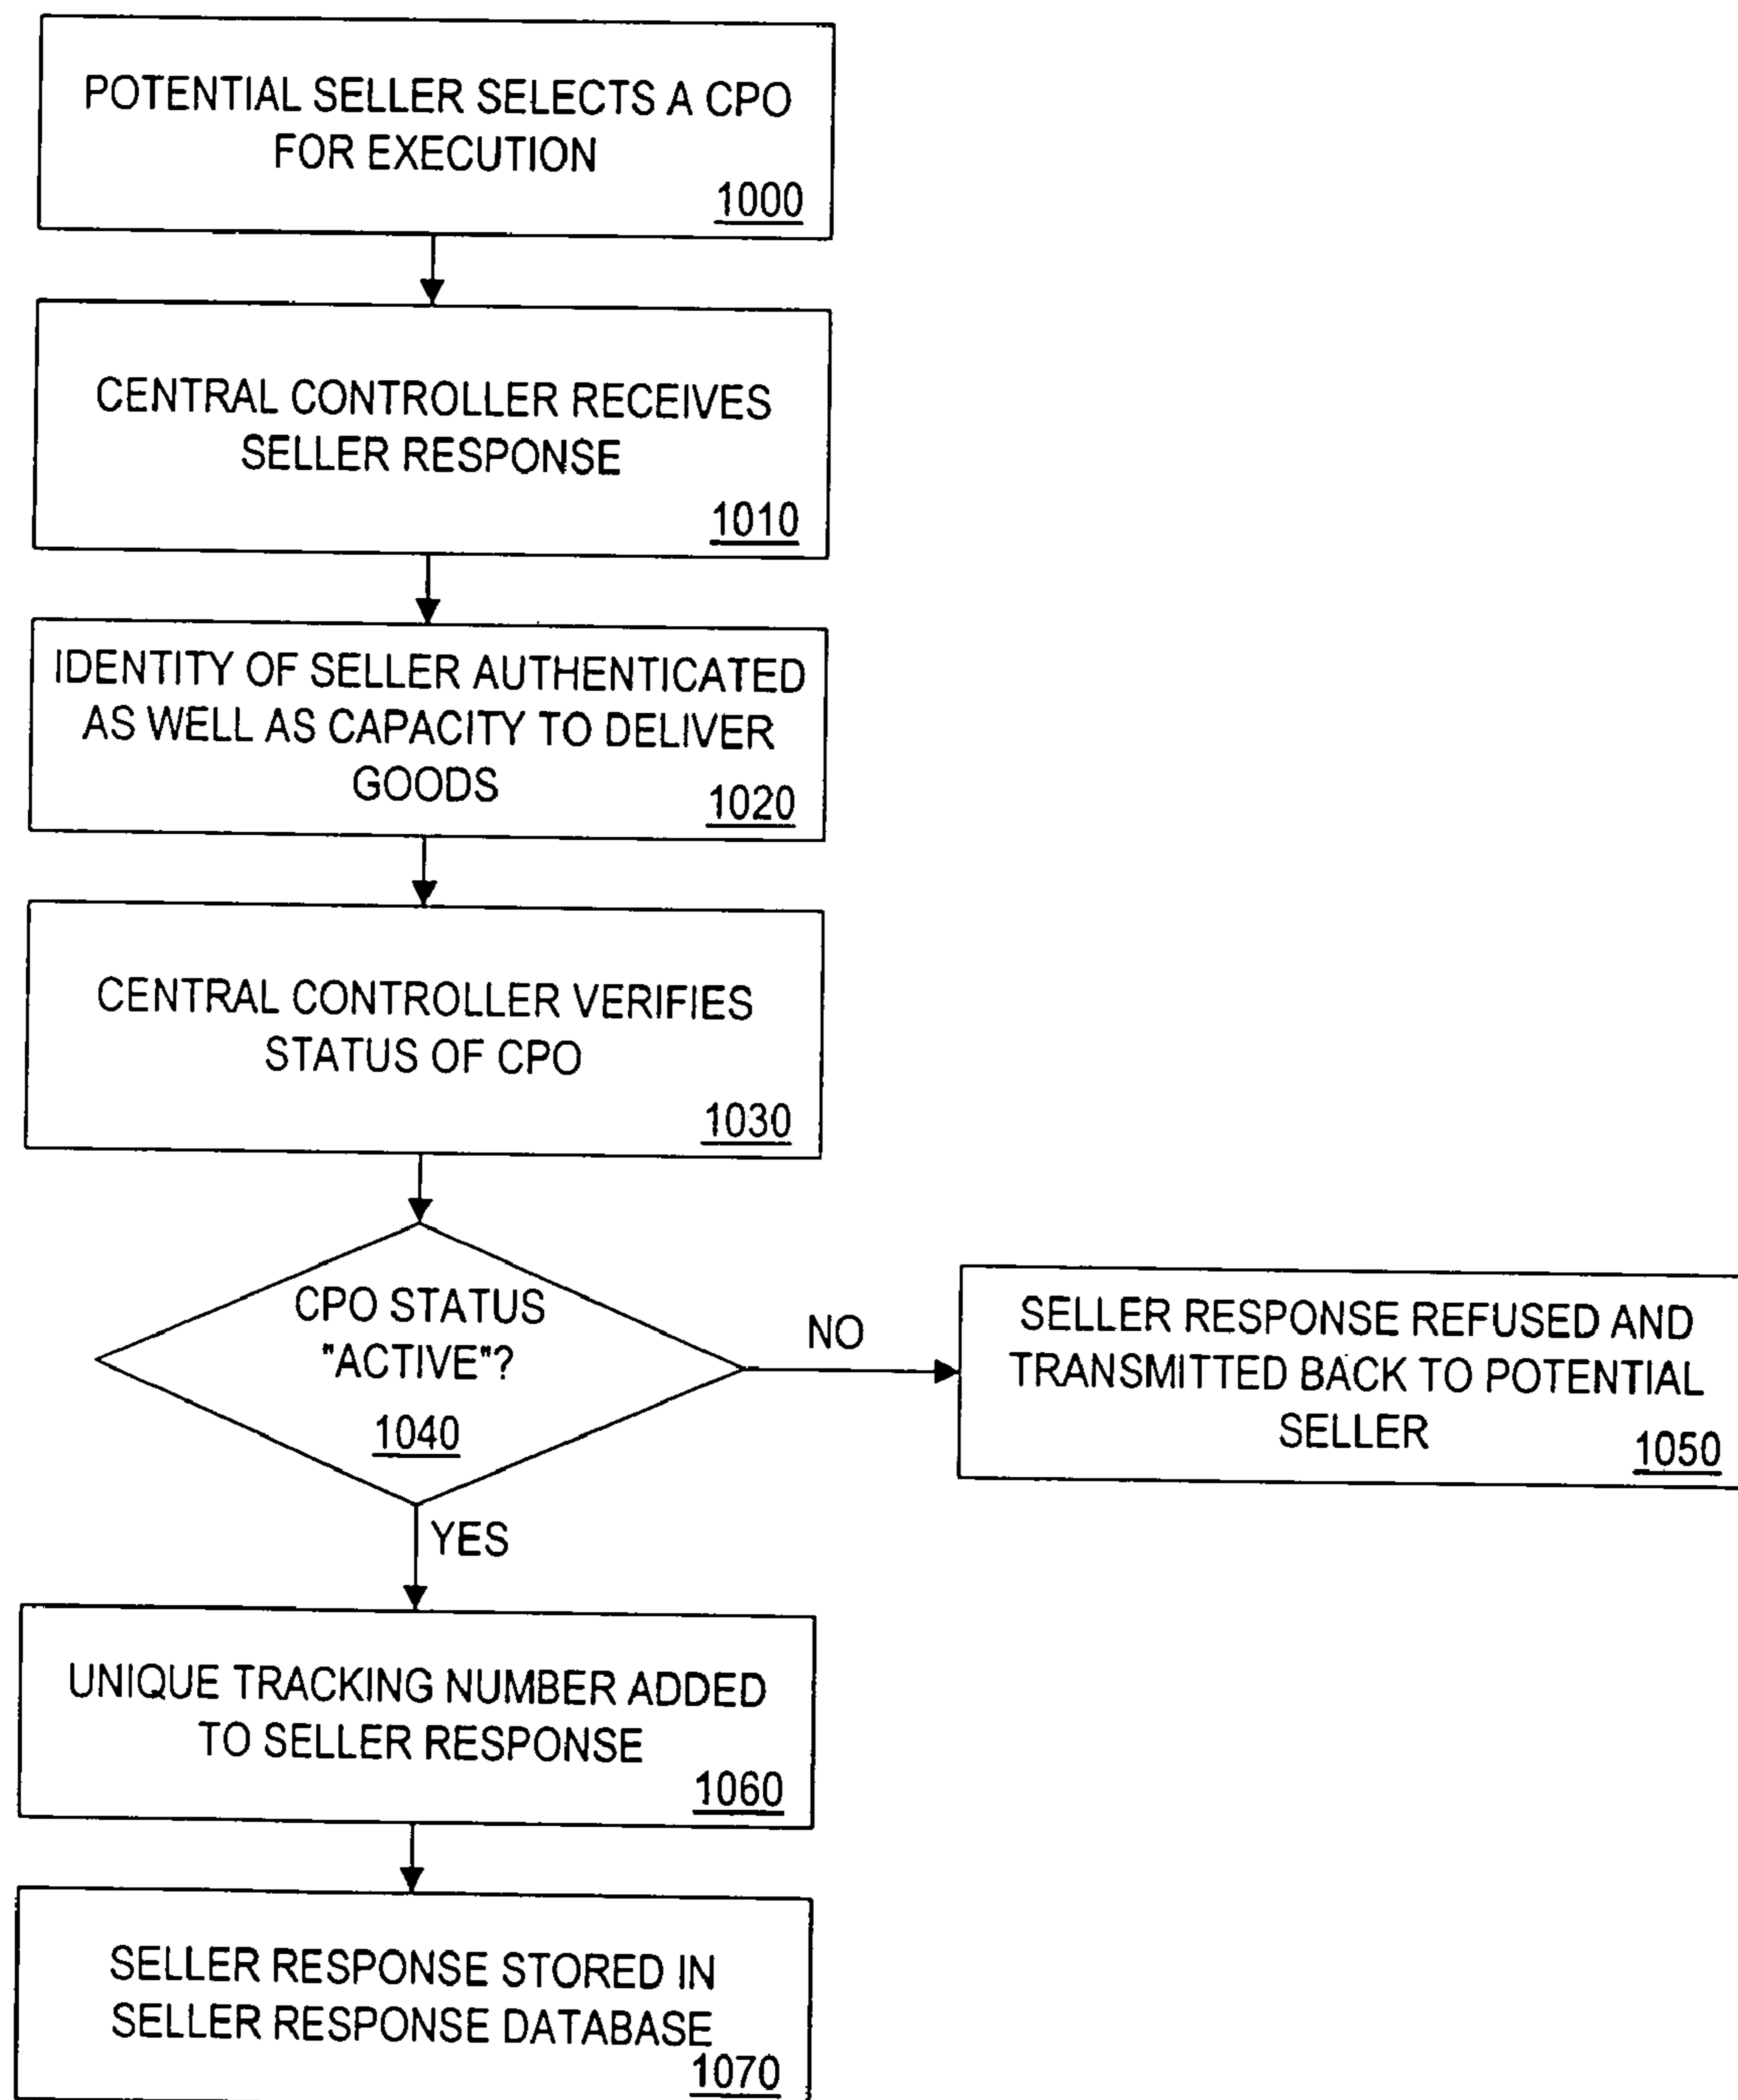 POTENTIAL SELLER SELECTS A CPO
FOR EXECUTION
1000
CENTRAL CONTROLLER RECEIVES
SELLER RESPONSE
1010
IDENTITY OF SELLER AUTHENTICATED
AS WELL AS CAPACITY TO DELIVER
GOODS
1020
CENTRAL CONTROLLER VERIFIES
STATUS OF CPO
1030
CPO STATUS
"ACTIVE"?
1040
NO
SELLER RESPONSE REFUSED AND
TRANSMITTED BACK TO POTENTIAL
SELLER
1050
YES
UNIQUE TRACKING NUMBER ADDED
TO SELLER RESPONSE
1060
SELLER RESPONSE STORED IN
SELLER RESPONSE DATABASE
1070